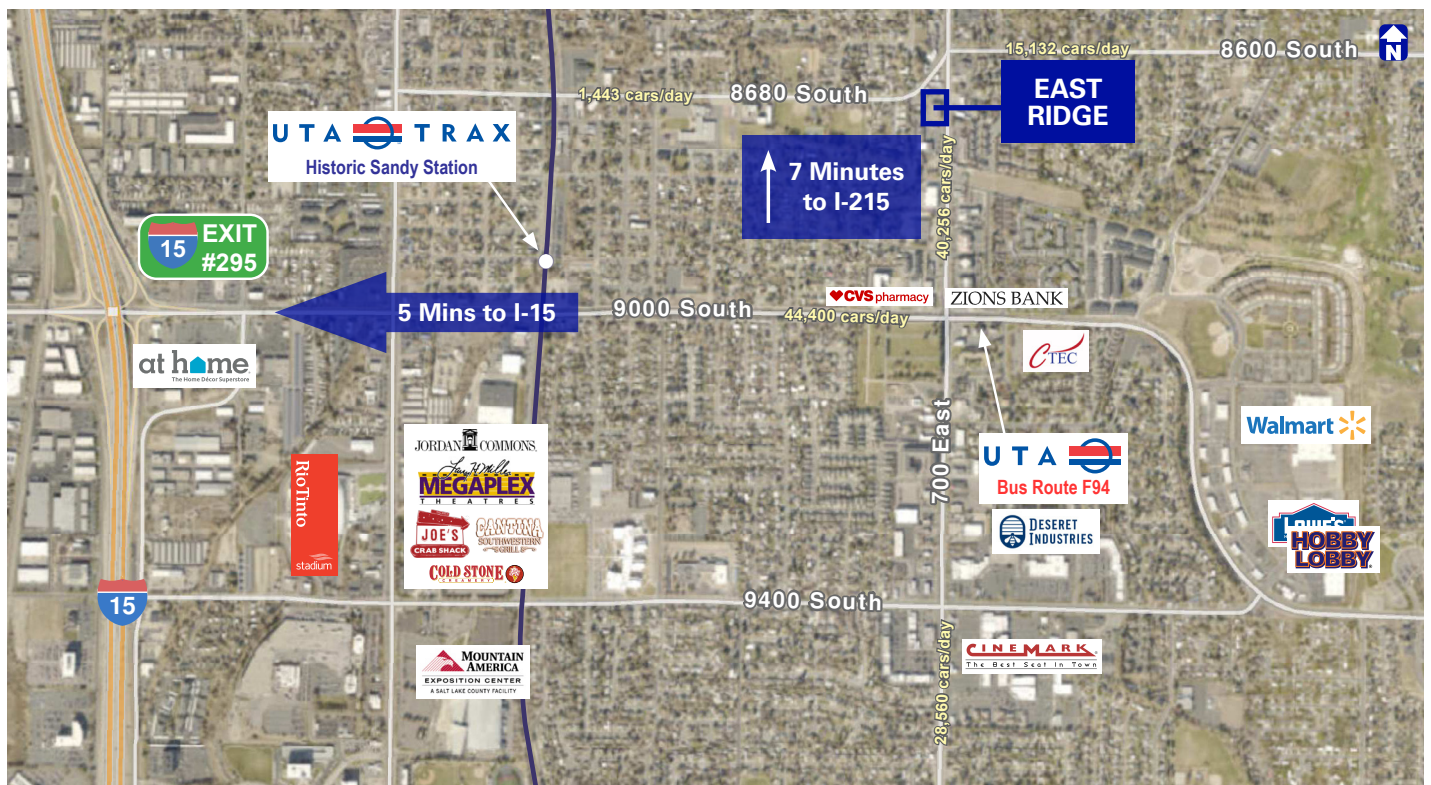 15,132 cars/day
8600 South
N
1,443 cars/day
8680 South
EAST
RIDGE
UTA TRAX
Historic Sandy Station
7 Minutes
to I-215
40,256 cars/day
15
EXIT
#295
5 Mins to I-15
9000 South
44,400 cars/day
CVS pharmacy
ZIONS BANK
at home
The Home Décor Superstore
CTEC
700 East
Walmart
JORDAN COMMONS
Larry H. Miller
MEGAPLEX
THEATRES
JOE'S
CRAB SHACK
CANTINA
SOUTHWESTERN
GRILL
COLD STONE
CREAMERY
RioTinto
stadium
UTA
Bus Route F94
DESERET
INDUSTRIES
LOWE'S
HOBBY
LOBBY
15
9400 South
28,560 cars/day
MOUNTAIN
AMERICA
EXPOSITION CENTER
A SALT LAKE COUNTY FACILITY
CINEMARK
The Best Seat In Town